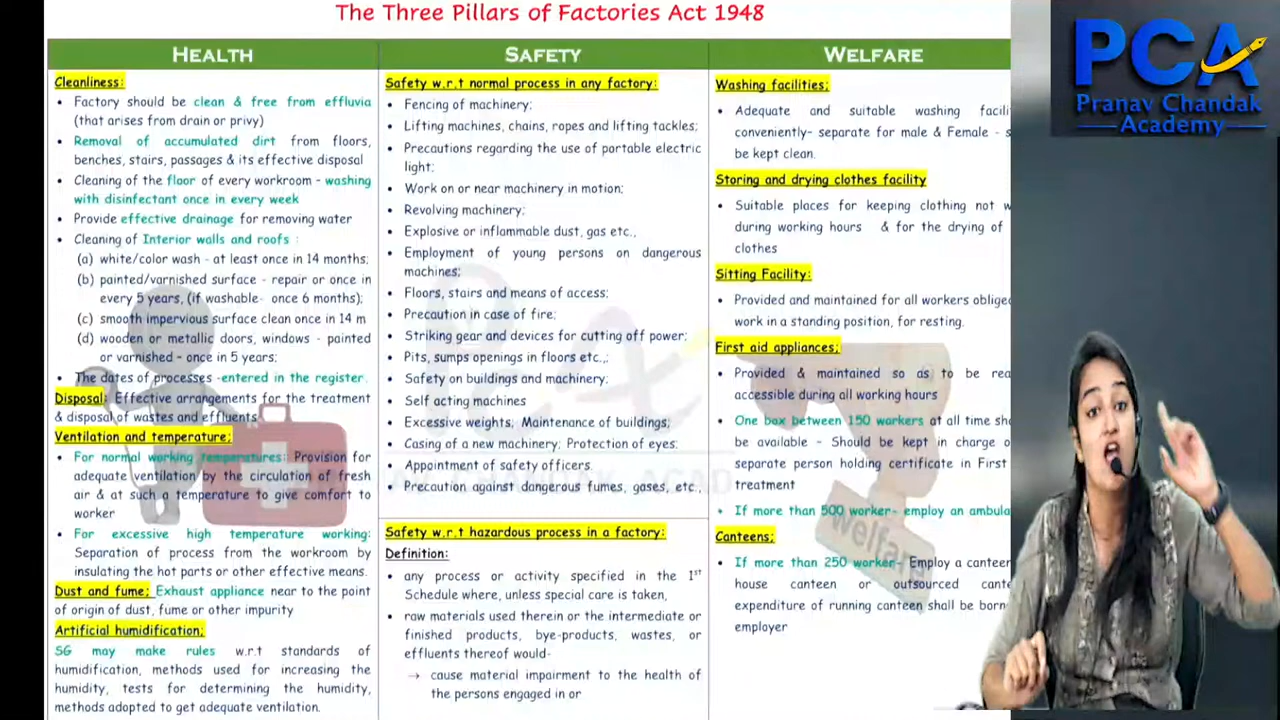 The Three Pillars of Factories Act 1948
HEALTH
Cleanliness:
• Factory should be clean & free from effluvia
(that arises from drain or privy)
• Removal of accumulated dirt from floors,
benches, stairs, passages & its effective disposal
• Cleaning of the floor of every workroom - washing
with disinfectant once in every week
• Provide effective drainage for removing water
• Cleaning of Interior walls and roofs :
(a) white/color wash - at least once in 14 months;
(b) painted/varnished surface - repair or once in
every 5 years, (if washable- once 6 months);
(c) smooth impervious surface clean once in 14 m
(d) wooden or metallic doors, windows - painted
or varnished - once in 5 years;
• The dates of processes -entered in the register.
Disposal: Effective arrangements for the treatment
& disposal of wastes and effluents
Ventilation and temperature;
• For normal working temperatures: Provision for
adequate ventilation by the circulation of fresh
air & at such a temperature to give comfort to
worker
• For excessive high temperature working:
Separation of process from the workroom by
insulating the hot parts or other effective means.
Dust and fume; Exhaust appliance near to the point
of origin of dust, fume or other impurity
Artificial humidification;
SG may make rules w.r.t standards of
humidification, methods used for increasing the
humidity, tests for determining the humidity,
methods adopted to get adequate ventilation.
SAFETY
Safety w.r.t normal process in any factory:
• Fencing of machinery;
• Lifting machines, chains, ropes and lifting tackles;
• Precautions regarding the use of portable electric
light;
• Work on or near machinery in motion;
• Revolving machinery;
• Explosive or inflammable dust, gas etc.,
• Employment of young persons on dangerous
machines;
• Floors, stairs and means of access;
• Precaution in case of fire;
• Striking gear and devices for cutting off power;
• Pits, sumps openings in floors etc.,;
• Safety on buildings and machinery;
• Self acting machines
• Excessive weights; Maintenance of buildings;
• Casing of a new machinery; Protection of eyes;
• Appointment of safety officers.
• Precaution against dangerous fumes, gases, etc.,
Safety w.r.t hazardous process in a factory:
Definition:
• any process or activity specified in the 1st
Schedule where, unless special care is taken,
• raw materials used therein or the intermediate or
finished products, bye-products, wastes, or
effluents thereof would-
→ cause material impairment to the health of
the persons engaged in or
WELFARE
Washing facilities;
• Adequate and suitable washing facili
conveniently- separate for male & Female - s
be kept clean.
Storing and drying clothes facility
• Suitable places for keeping clothing not w
during working hours & for the drying of
clothes
Sitting Facility:
• Provided and maintained for all workers oblige
work in a standing position, for resting.
First aid appliances;
• Provided & maintained so as to be rea
accessible during all working hours
• One box between 150 workers at all time sh
be available - Should be kept in charge o
separate person holding certificate in First
treatment
• If more than 500 worker- employ an ambula
Canteens;
• If more than 250 worker- Employ a canteen
house canteen or outsourced cante
expenditure of running canteen shall be born
employer
Welfar
PCA
Pranav Chandak
Academy